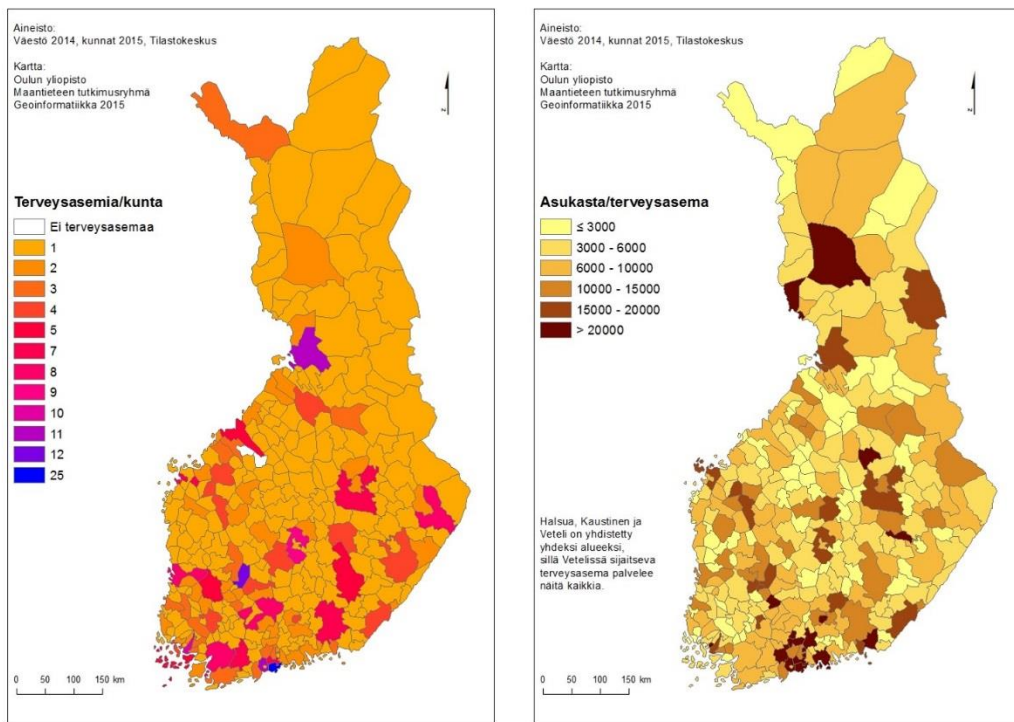 Aineisto:
Väestö 2014, kunnat 2015, Tilastokeskus
Kartta:
Oulun yliopisto
Maantieteen tutkimusryhmä
Geoinformatiikka 2015
z
Terveysasemia/kunta
Ei terveysasemaa
1
2
3
4
5
7
8
9
10
11
12
25
0 50 100 150 km
Aineisto:
Väestö 2014, kunnat 2015, Tilastokeskus
Kartta:
Oulun yliopisto
Maantieteen tutkimusryhmä
Geoinformatiikka 2015
z
Asukasta/terveysasema
≤ 3000
3000 - 6000
6000 - 10000
10000 - 15000
15000 - 20000
> 20000
Halsua, Kaustinen ja
Veteli on yhdistetty
yhdeksi alueeksi,
sillä Vetelissä sijaitseva
terveysasema palvelee
näitä kaikkia.
0 50 100 150 km